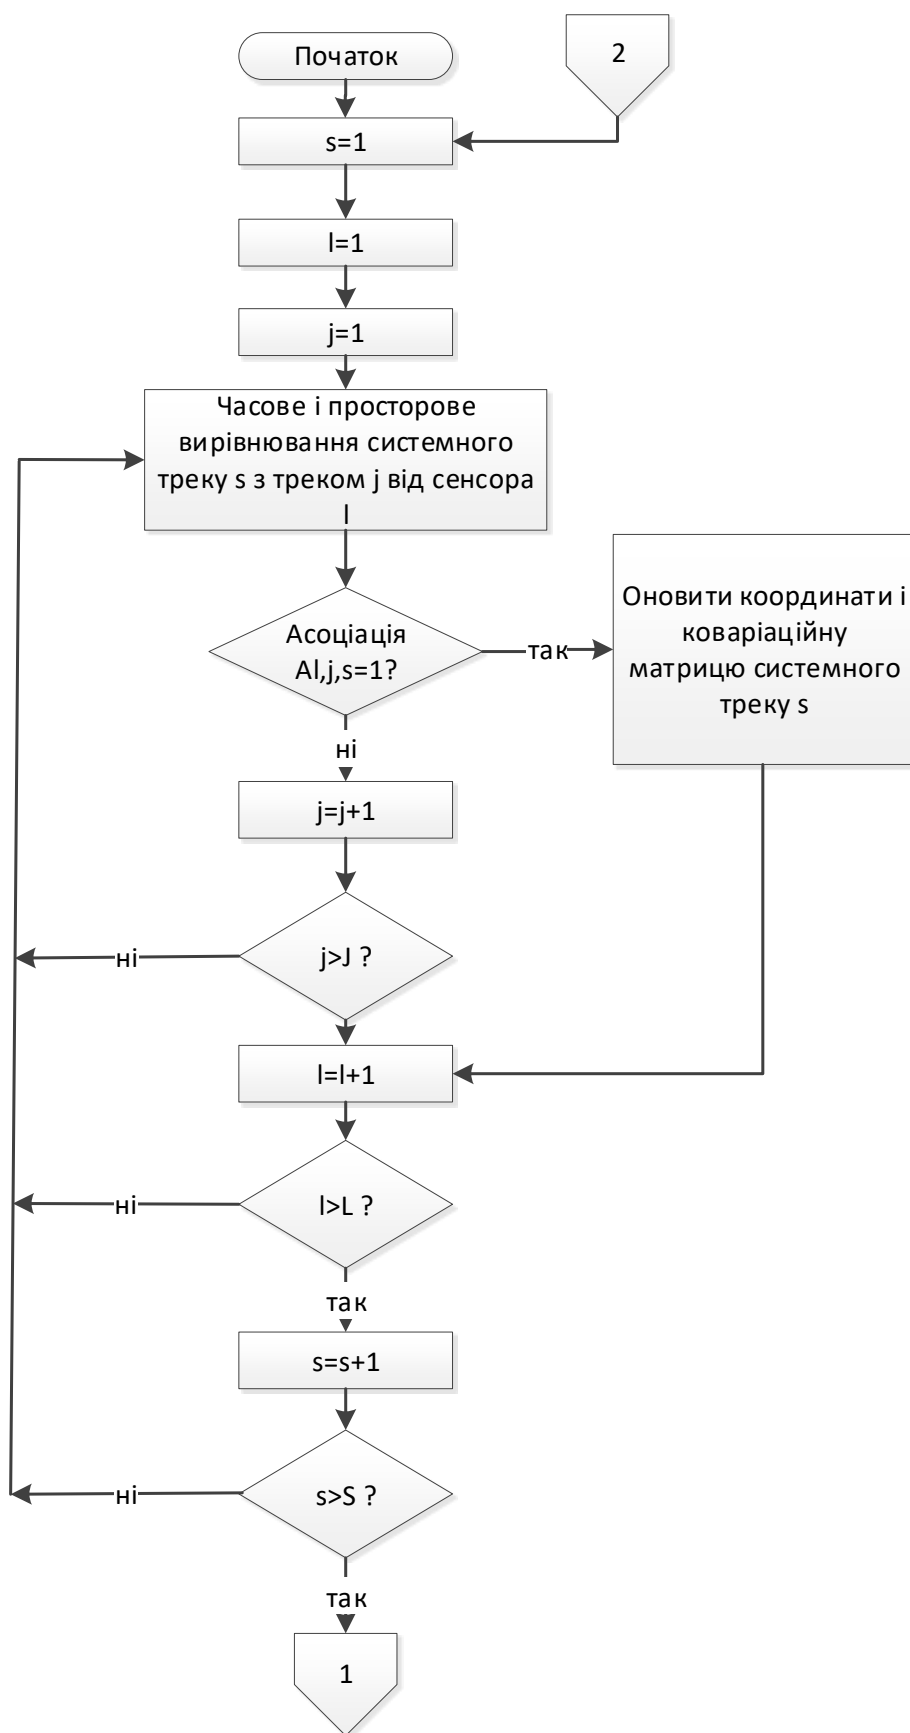 Початок
2
s=1
l=1
j=1
Часове і просторове
вирівнювання системного
треку s з треком j від сенсора
l
Асоціація
Al,j,s=1?
так
Оновити координати і
коваріаційну
матрицю системного
треку s
ні
j=j+1
j>J ?
ні
l=l+1
l>L ?
ні
так
s=s+1
s>S ?
ні
так
1